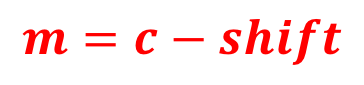 m = c − shift